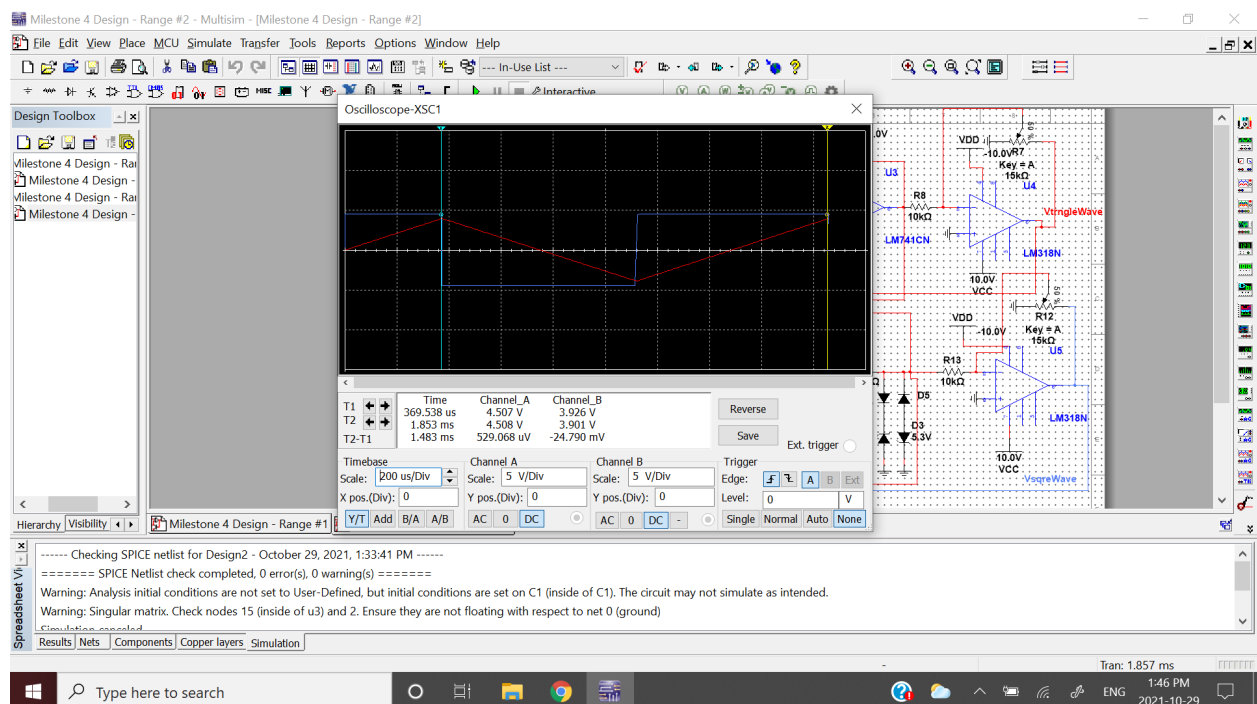 Milestone 4 Design - Range #2 - Multisim - [Milestone 4 Design - Range #2]
File Edit View Place MCU Simulate Transfer Tools Reports Options Window Help
--- In-Use List ---
Interactive
Design Toolbox
Milestone 4 Design - Rai
Milestone 4 Design -
Milestone 4 Design - Rai
Milestone 4 Design -
Hierarchy Visibility
Milestone 4 Design - Range #1
Oscilloscope-XSC1
Time Channel_A Channel_B
T1 369.538 us 4.507 V 3.926 V
T2 1.853 ms 4.508 V 3.901 V
T2-T1 1.483 ms 529.068 uV -24.790 mV
Reverse
Save
Ext. trigger
Timebase
Scale: 200 us/Div
X pos.(Div): 0
Y/T Add B/A A/B
Channel A
Scale: 5 V/Div
Y pos.(Div): 0
AC 0 DC
Channel B
Scale: 5 V/Div
Y pos.(Div): 0
AC 0 DC -
Trigger
Edge: A B Ext
Level: 0 V
Single Normal Auto None
.0V
VDD
-10.0V
R7
50 %
Key = A
15kΩ
U3
U4
R8
10kΩ
VtrngleWave
LM741CN
LM318N
10.0V
VCC
50 %
R12
VDD
-10.0V
Key = A
15kΩ
U5
R13
10kΩ
Ω
D5
D3
5.3V
LM318N
10.0V
VCC
VsqreWave
Spreadsheet Vi
------ Checking SPICE netlist for Design2 - October 29, 2021, 1:33:41 PM ------
======= SPICE Netlist check completed, 0 error(s), 0 warning(s) =======
Warning: Analysis initial conditions are not set to User-Defined, but initial conditions are set on C1 (inside of C1). The circuit may not simulate as intended.
Warning: Singular matrix. Check nodes 15 (inside of u3) and 2. Ensure they are not floating with respect to net 0 (ground)
Simulation canceled
Results Nets Components Copper layers Simulation
- Tran: 1.857 ms
Type here to search
ENG
1:46 PM
2021-10-29